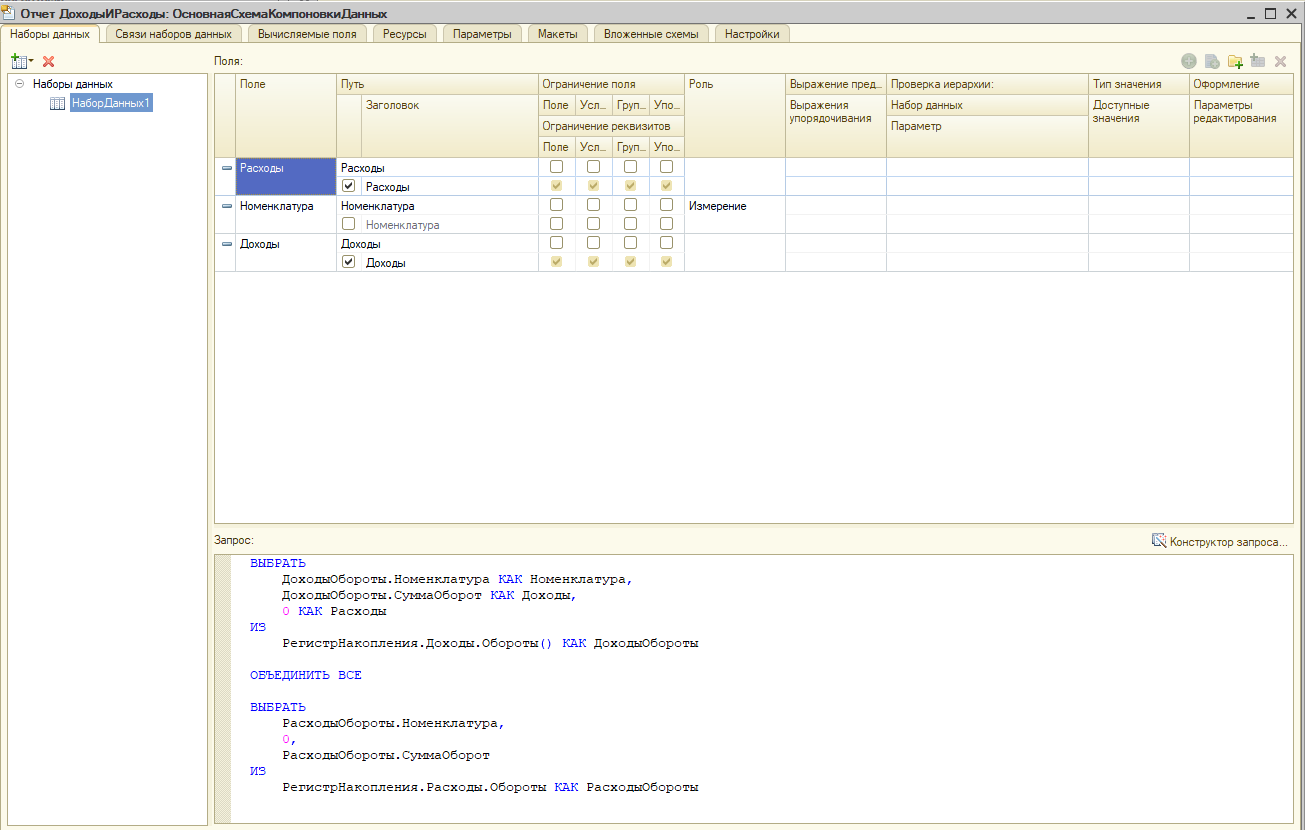 Отчет ДоходыИРасходы: ОсновнаяСхемаКомпоновкиДанных
Наборы данных Связи наборов данных Вычисляемые поля Ресурсы Параметры Макеты Вложенные схемы Настройки
Поля:
Наборы данных
НаборДанных1
Поле Путь Ограничение поля Роль Выражение пред... Проверка иерархии: Тип значения Оформление
Заголовок Поле Усл... Груп... Упо... Выражения упорядочивания Набор данных Доступные значения Параметры редактирования
Ограничение реквизитов Параметр
Поле Усл... Груп... Упо...
Расходы Расходы
Расходы
Номенклатура Номенклатура Измерение
Номенклатура
Доходы Доходы
Доходы
Запрос: Конструктор запроса...
ВЫБРАТЬ
ДоходыОбороты.Номенклатура КАК Номенклатура,
ДоходыОбороты.СуммаОборот КАК Доходы,
0 КАК Расходы
ИЗ
РегистрНакопления.Доходы.Обороты() КАК ДоходыОбороты
ОБЪЕДИНИТЬ ВСЕ
ВЫБРАТЬ
РасходыОбороты.Номенклатура,
0,
РасходыОбороты.СуммаОборот
ИЗ
РегистрНакопления.Расходы.Обороты КАК РасходыОбороты